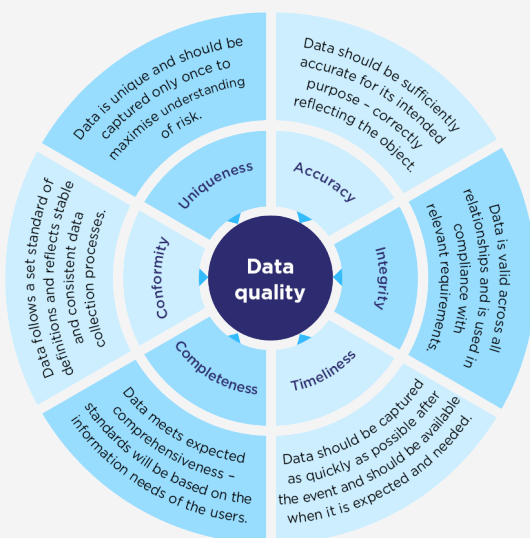 Data
quality
Accuracy
Data should be sufficiently
accurate for its intended
purpose – correctly
reflecting the object.
Integrity
Data is valid across all
relationships and is used in
compliance with
relevant requirements.
Timeliness
Data should be captured
as quickly as possible after
the event and should be available
when it is expected and needed.
Completeness
Data meets expected
comprehensiveness –
standards will be based on the
information needs of the users.
Conformity
Data follows a set standard of
definitions and reflects stable
and consistent data
collection processes.
Uniqueness
Data is unique and should be
captured only once to
maximise understanding
of risk.